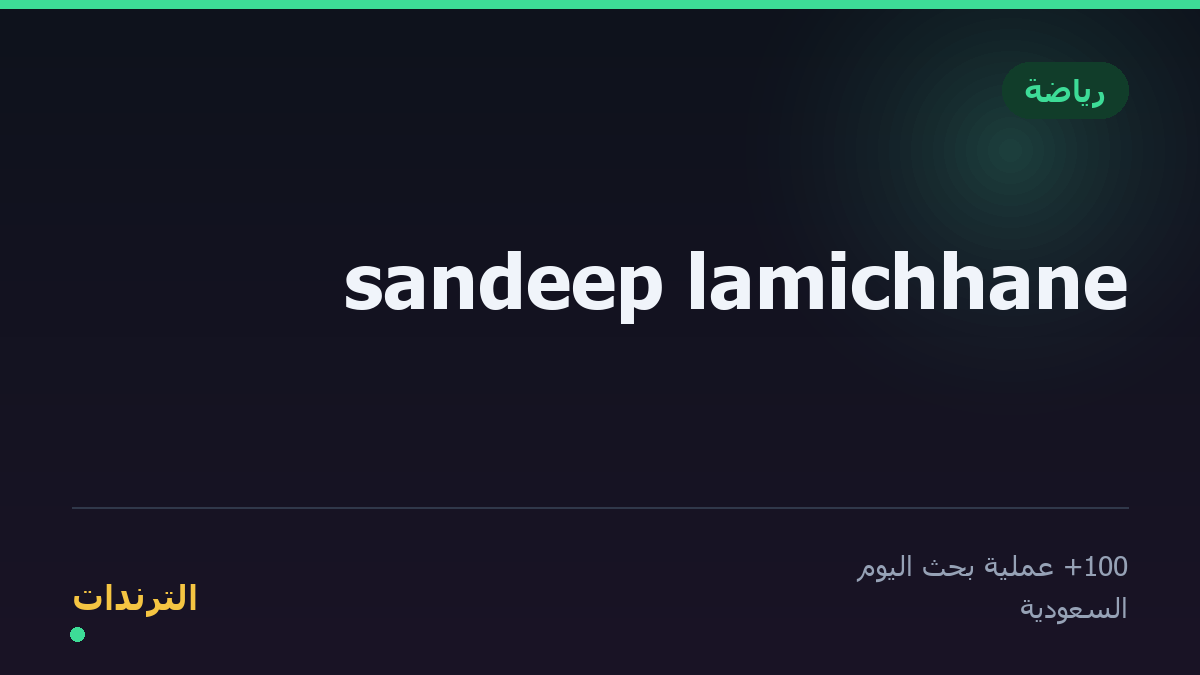 رياضة
sandeep lamichhane
100+ عملية بحث اليوم
السعودية
الترندات